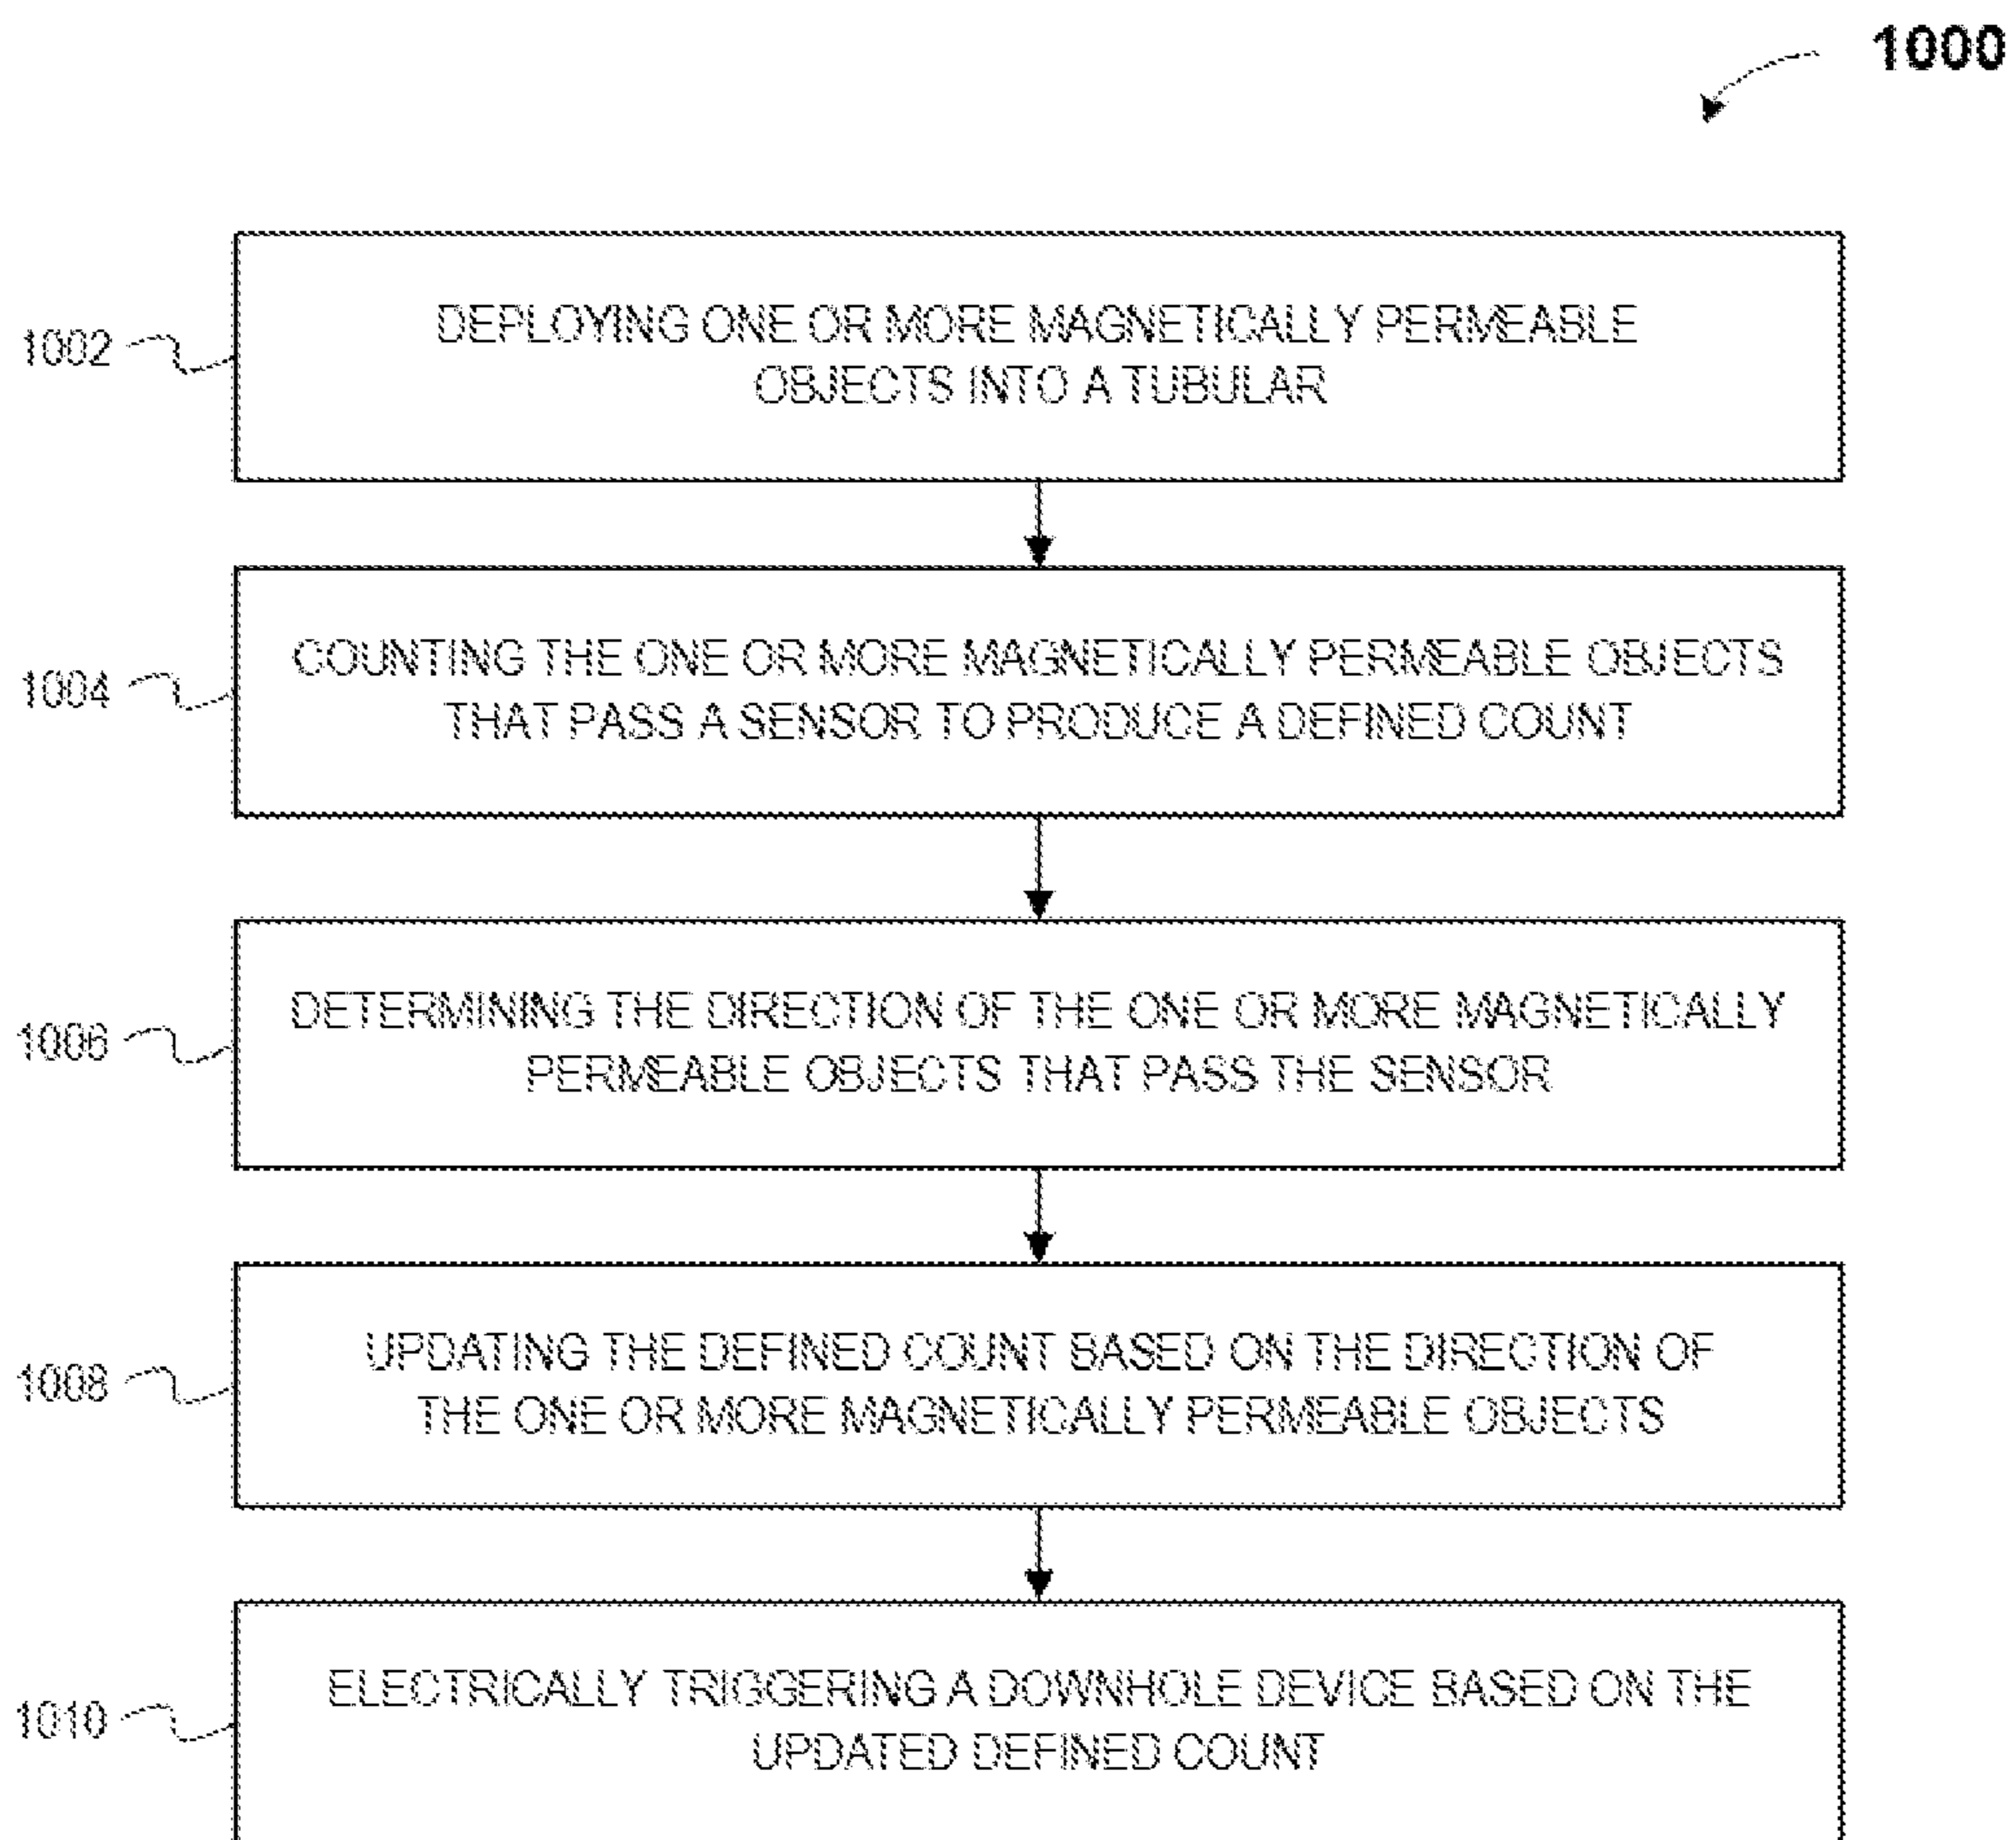 1000
DEPLOYING ONE OR MORE MAGNETICALLY PERMEABLE
OBJECTS INTO A TUBULAR
1002
COUNTING THE ONE OR MORE MAGNETICALLY PERMEABLE OBJECTS
THAT PASS A SENSOR TO PRODUCE A DEFINED COUNT
1004
DETERMINING THE DIRECTION OF THE ONE OR MORE MAGNETICALLY
PERMEABLE OBJECTS THAT PASS THE SENSOR
1006
UPDATING THE DEFINED COUNT BASED ON THE DIRECTION OF
THE ONE OR MORE MAGNETICALLY PERMEABLE OBJECTS
1008
ELECTRICALLY TRIGGERING A DOWNHOLE DEVICE BASED ON THE
UPDATED DEFINED COUNT
1010